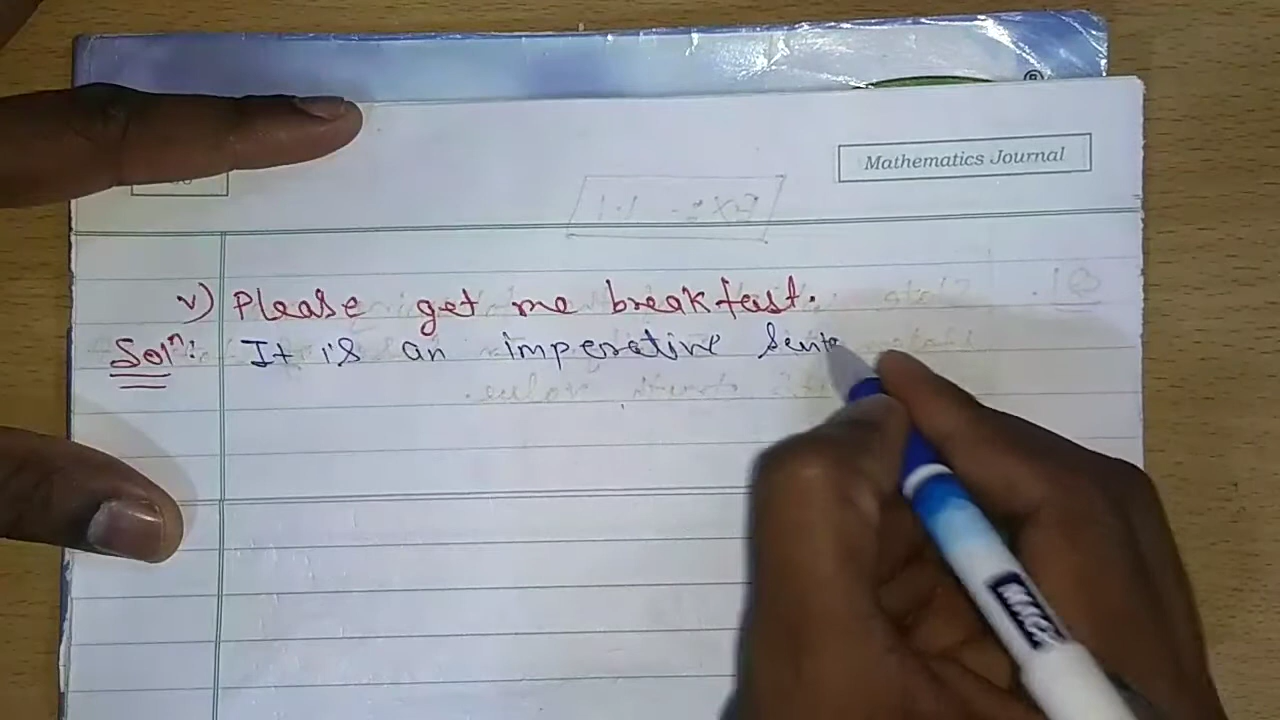 Mathematics Journal
v) Please get me breakfast.
Solⁿ: It is an imperative Sente